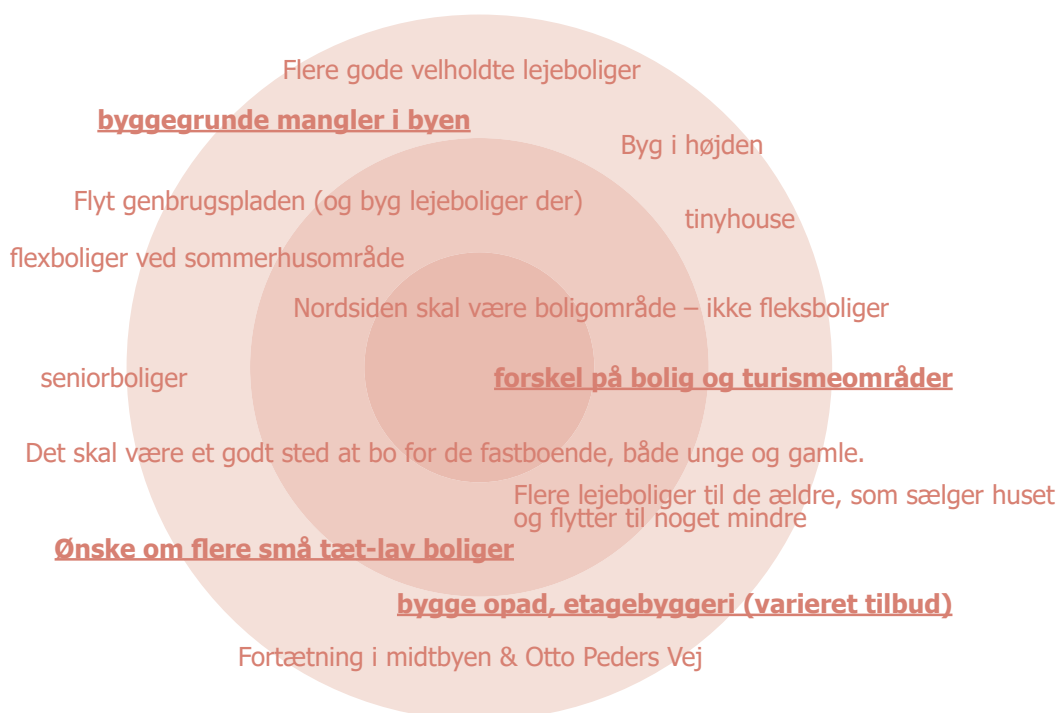 Flere gode velholdte lejeboliger
byggegrunde mangler i byen
Byg i højden
Flyt genbrugspladen (og byg lejeboliger der)
tinyhouse
flexboliger ved sommerhusområde
Nordsiden skal være boligområde – ikke fleksboliger
seniorboliger
forskel på bolig og turismeområder
Det skal være et godt sted at bo for de fastboende, både unge og gamle.
Flere lejeboliger til de ældre, som sælger huset
og flytter til noget mindre
Ønske om flere små tæt-lav boliger
bygge opad, etagebyggeri (varieret tilbud)
Fortætning i midtbyen & Otto Peders Vej